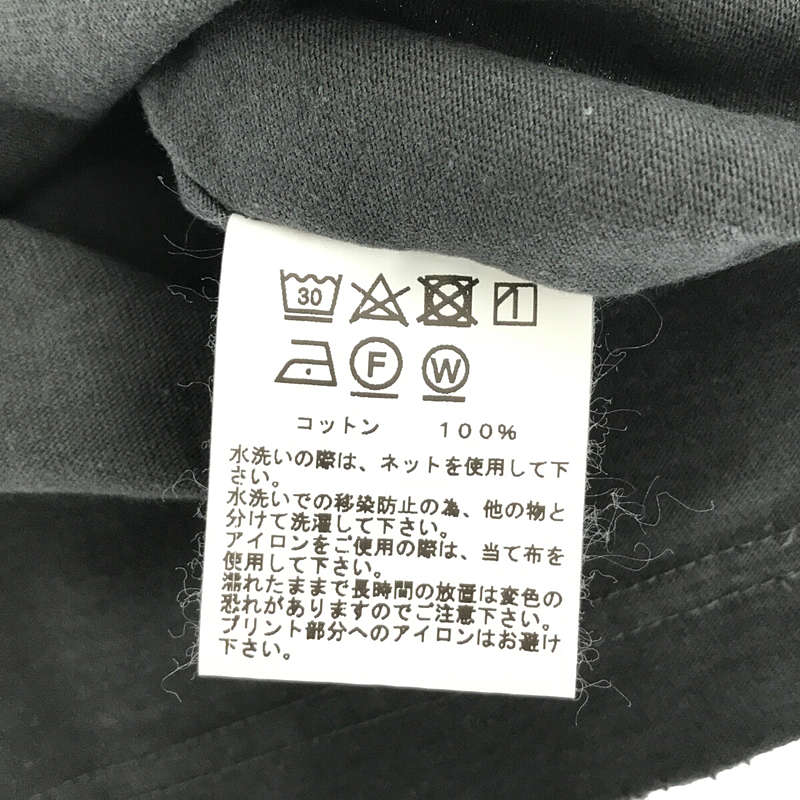 30
F W
コットン 100%
水洗いの際は、ネットを使用して下
さい。
水洗いでの移染防止の為、他の物と
分けて洗濯して下さい。
アイロンをご使用の際は、当て布を
使用して下さい。
濡れたままで長時間の放置は変色の
恐れがありますのでご注意下さい。
プリント部分へのアイロンはお避け
下さい。